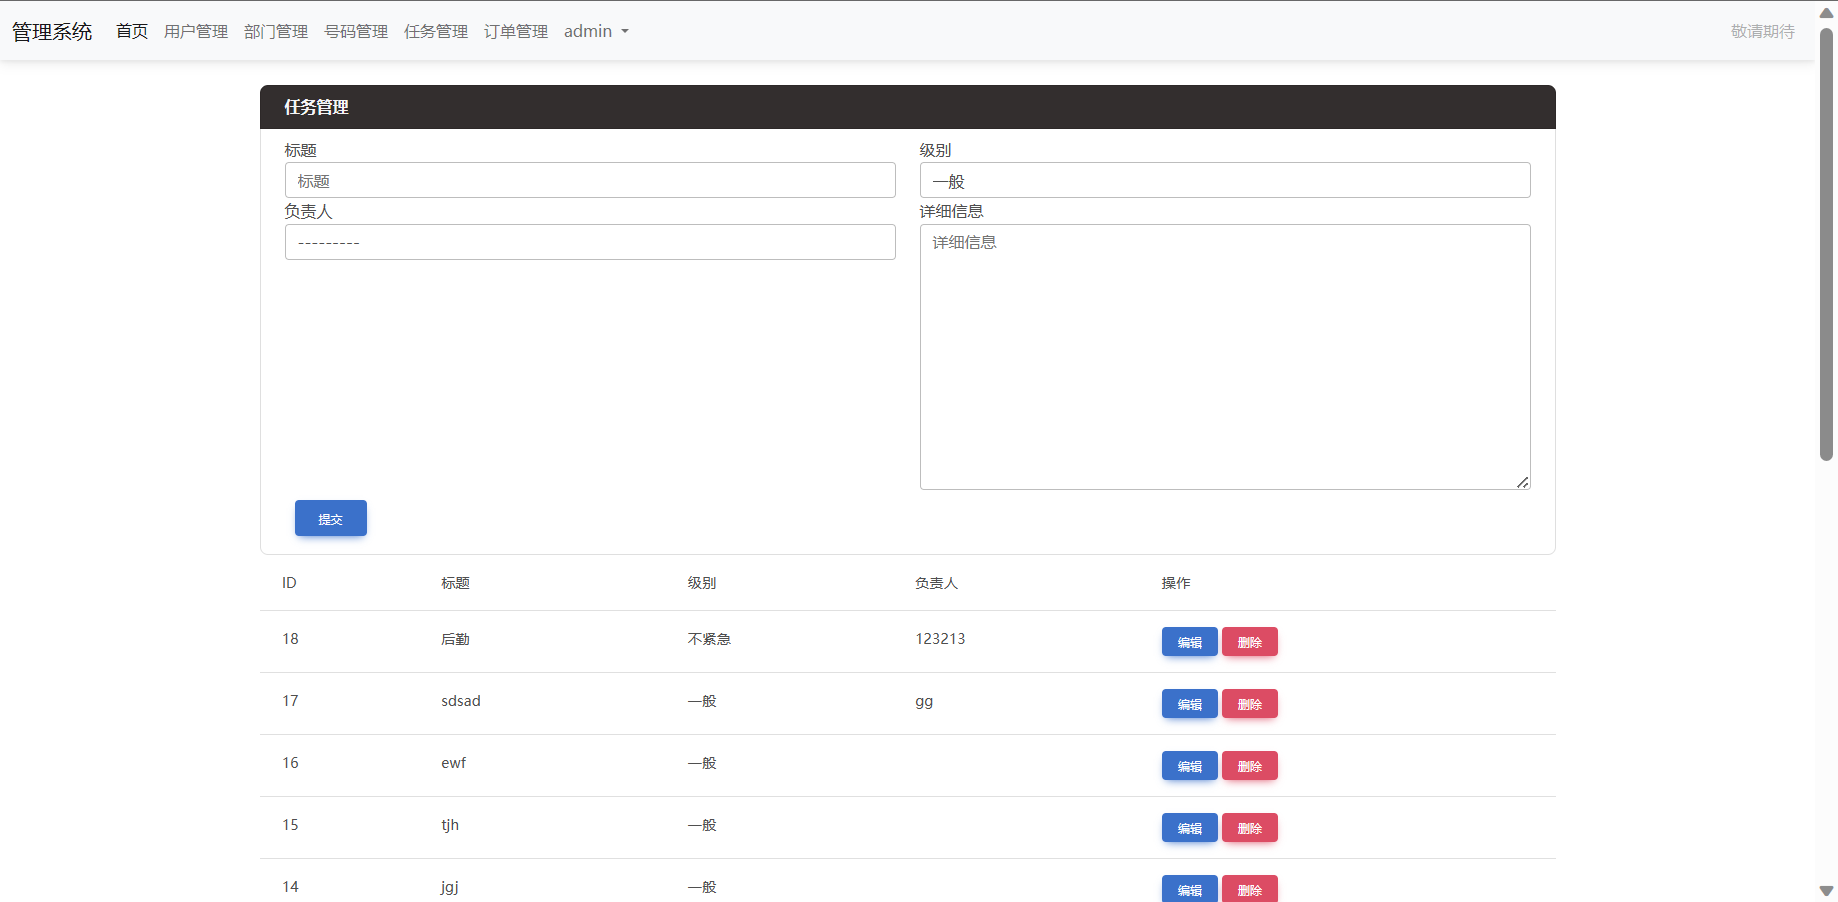 管理系统 首页 用户管理 部门管理 号码管理 任务管理 订单管理 admin 敬请期待
任务管理
标题 级别
标题 一般
负责人 详细信息
--------- 详细信息
提交
ID 标题 级别 负责人 操作
18 后勤 不紧急 123213 编辑 删除
17 sdsad 一般 gg 编辑 删除
16 ewf 一般 编辑 删除
15 tjh 一般 编辑 删除
14 jgj 一般 编辑 删除